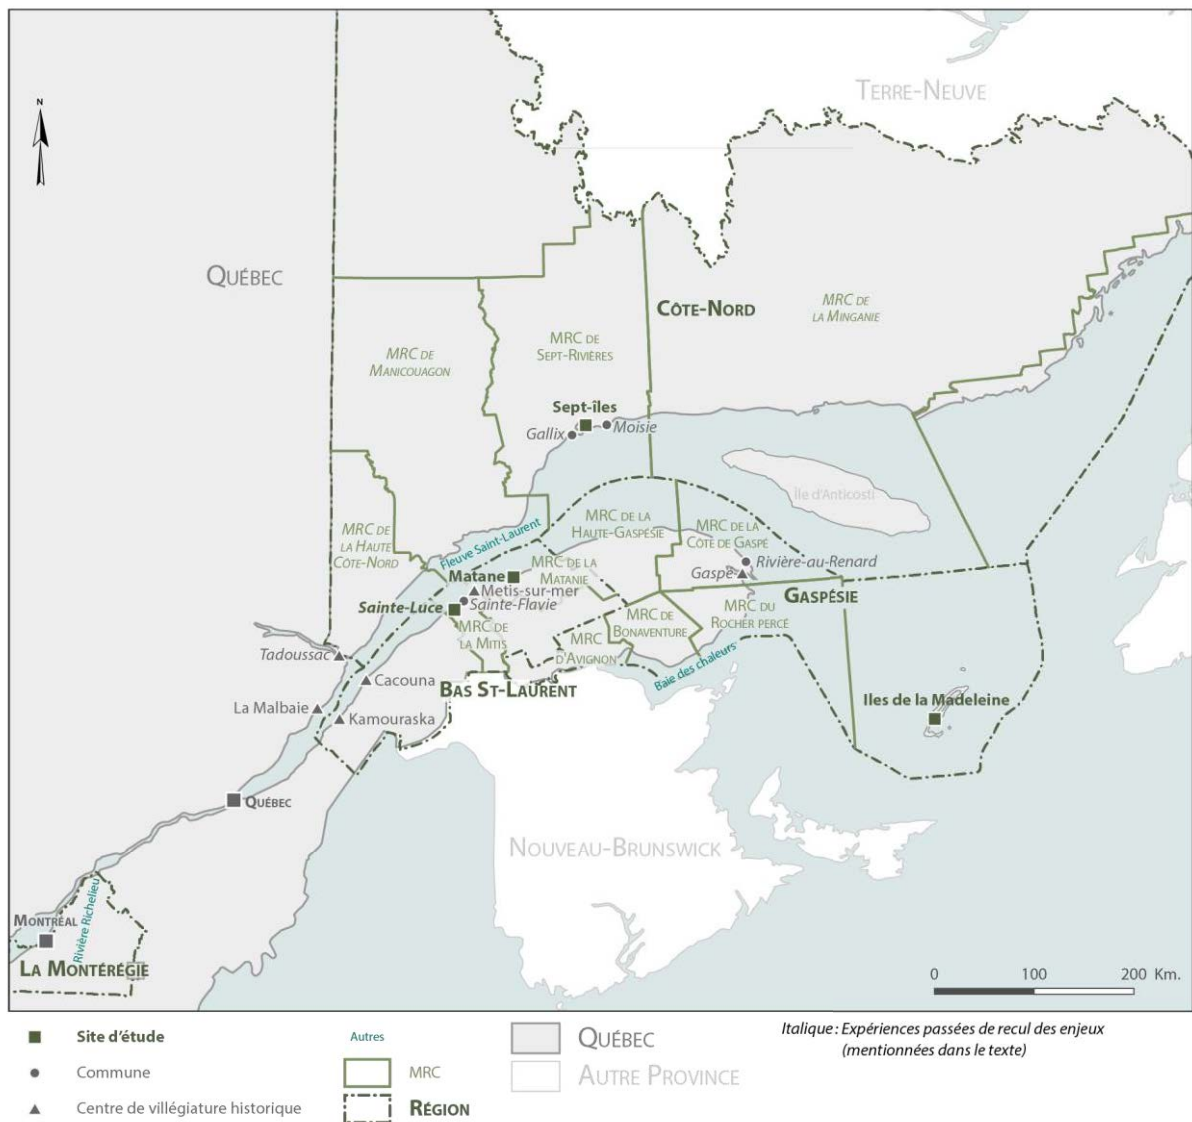 N
TERRE-NEUVE
QUÉBEC
CÔTE-NORD
MRC DE
LA MINGANIE
MRC DE
SEPT-RIVIÈRES
MRC DE
MANICOUAGON
Sept-îles
Gallix
Moisie
Île d'Anticosti
MRC DE
LA HAUTE
CÔTE-NORD
Fleuve Saint-Laurent
MRC DE LA
HAUTE-GASPÉSIE
MRC DE LA
CÔTE DE GASPÉ
Rivière-au-Renard
Gaspé
Matane
MRC DE LA
MATANIE
Metis-sur-mer
Sainte-Flavie
Sainte-Luce
GASPÉSIE
MRC DU
ROCHER PERCÉ
MRC DE
BONAVENTURE
MRC DE
LA MITIS
MRC
D'AVIGNON
Baie des chaleurs
Tadoussac
Cacouna
BAS ST-LAURENT
La Malbaie
Kamouraska
Iles de la Madeleine
QUÉBEC
NOUVEAU-BRUNSWICK
Rivière Richelieu
MONTRÉAL
LA MONTÉRÉGIE
0 100 200 Km.
Site d'étude
Commune
Centre de villégiature historique
Autres
MRC
RÉGION
QUÉBEC
AUTRE PROVINCE
Italique : Expériences passées de recul des enjeux
(mentionnées dans le texte)